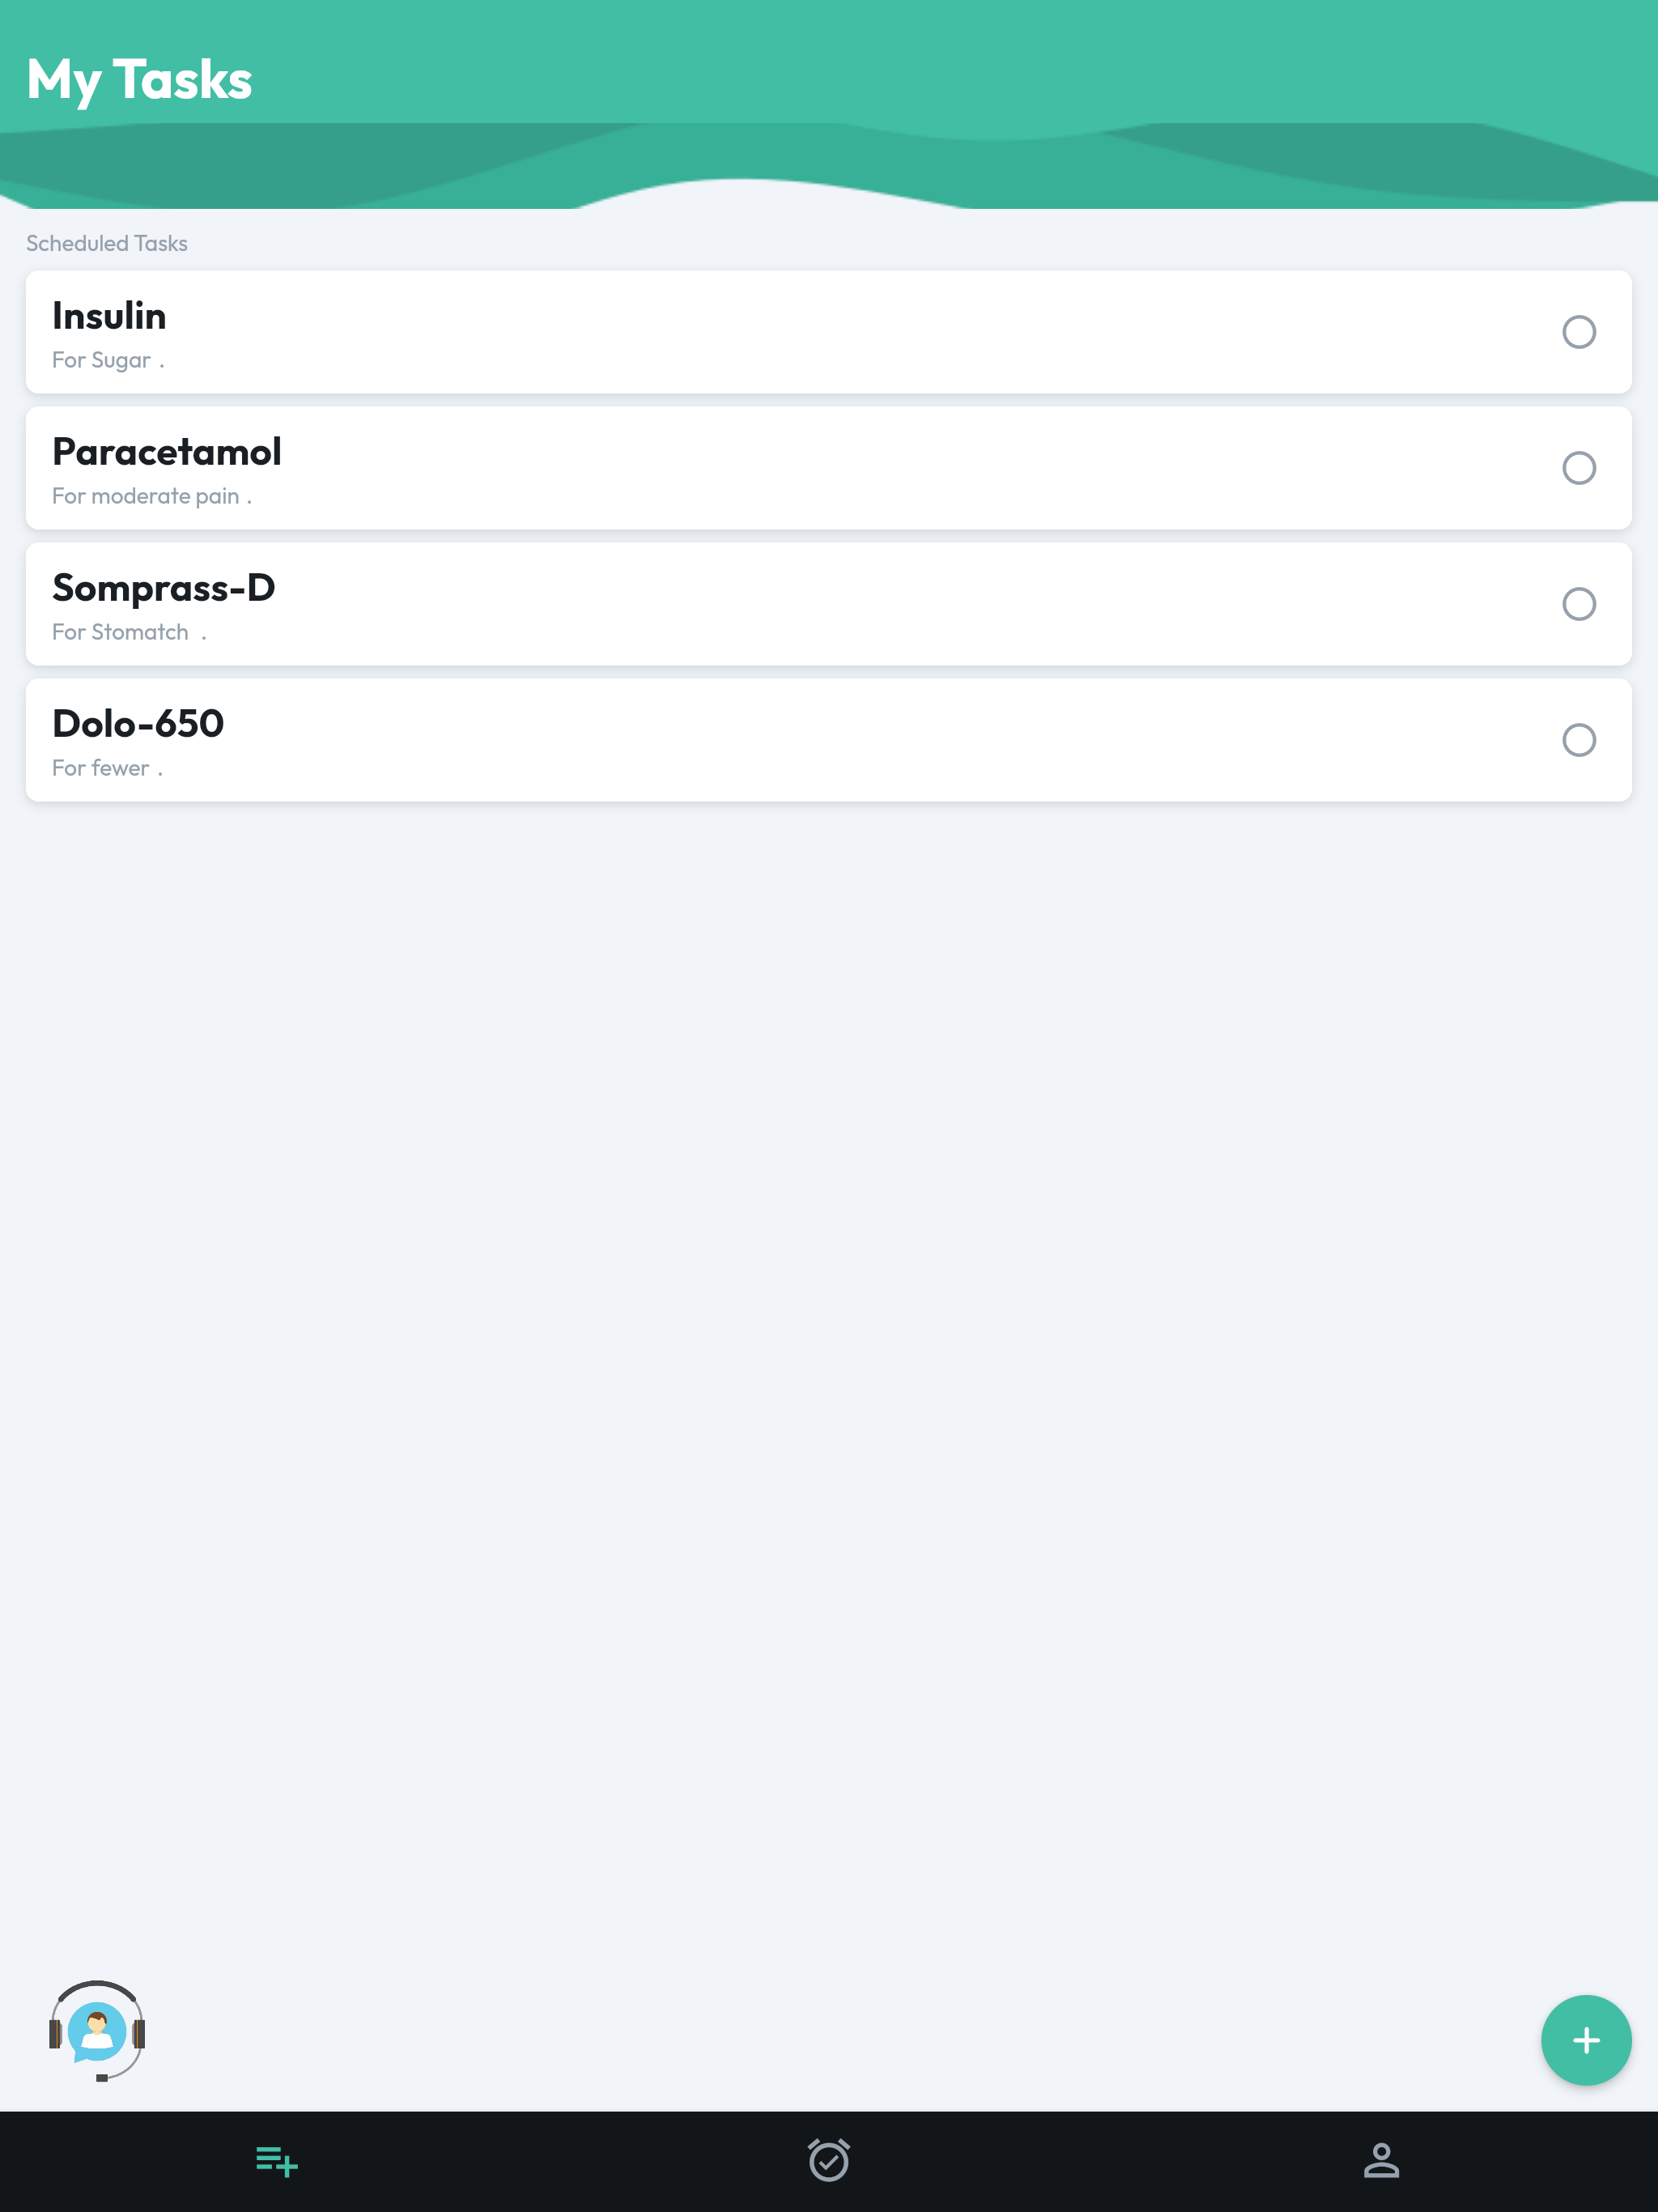 My Tasks
Scheduled Tasks
Insulin
For Sugar .
Paracetamol
For moderate pain .
Somprass-D
For Stomatch .
Dolo-650
For fewer .